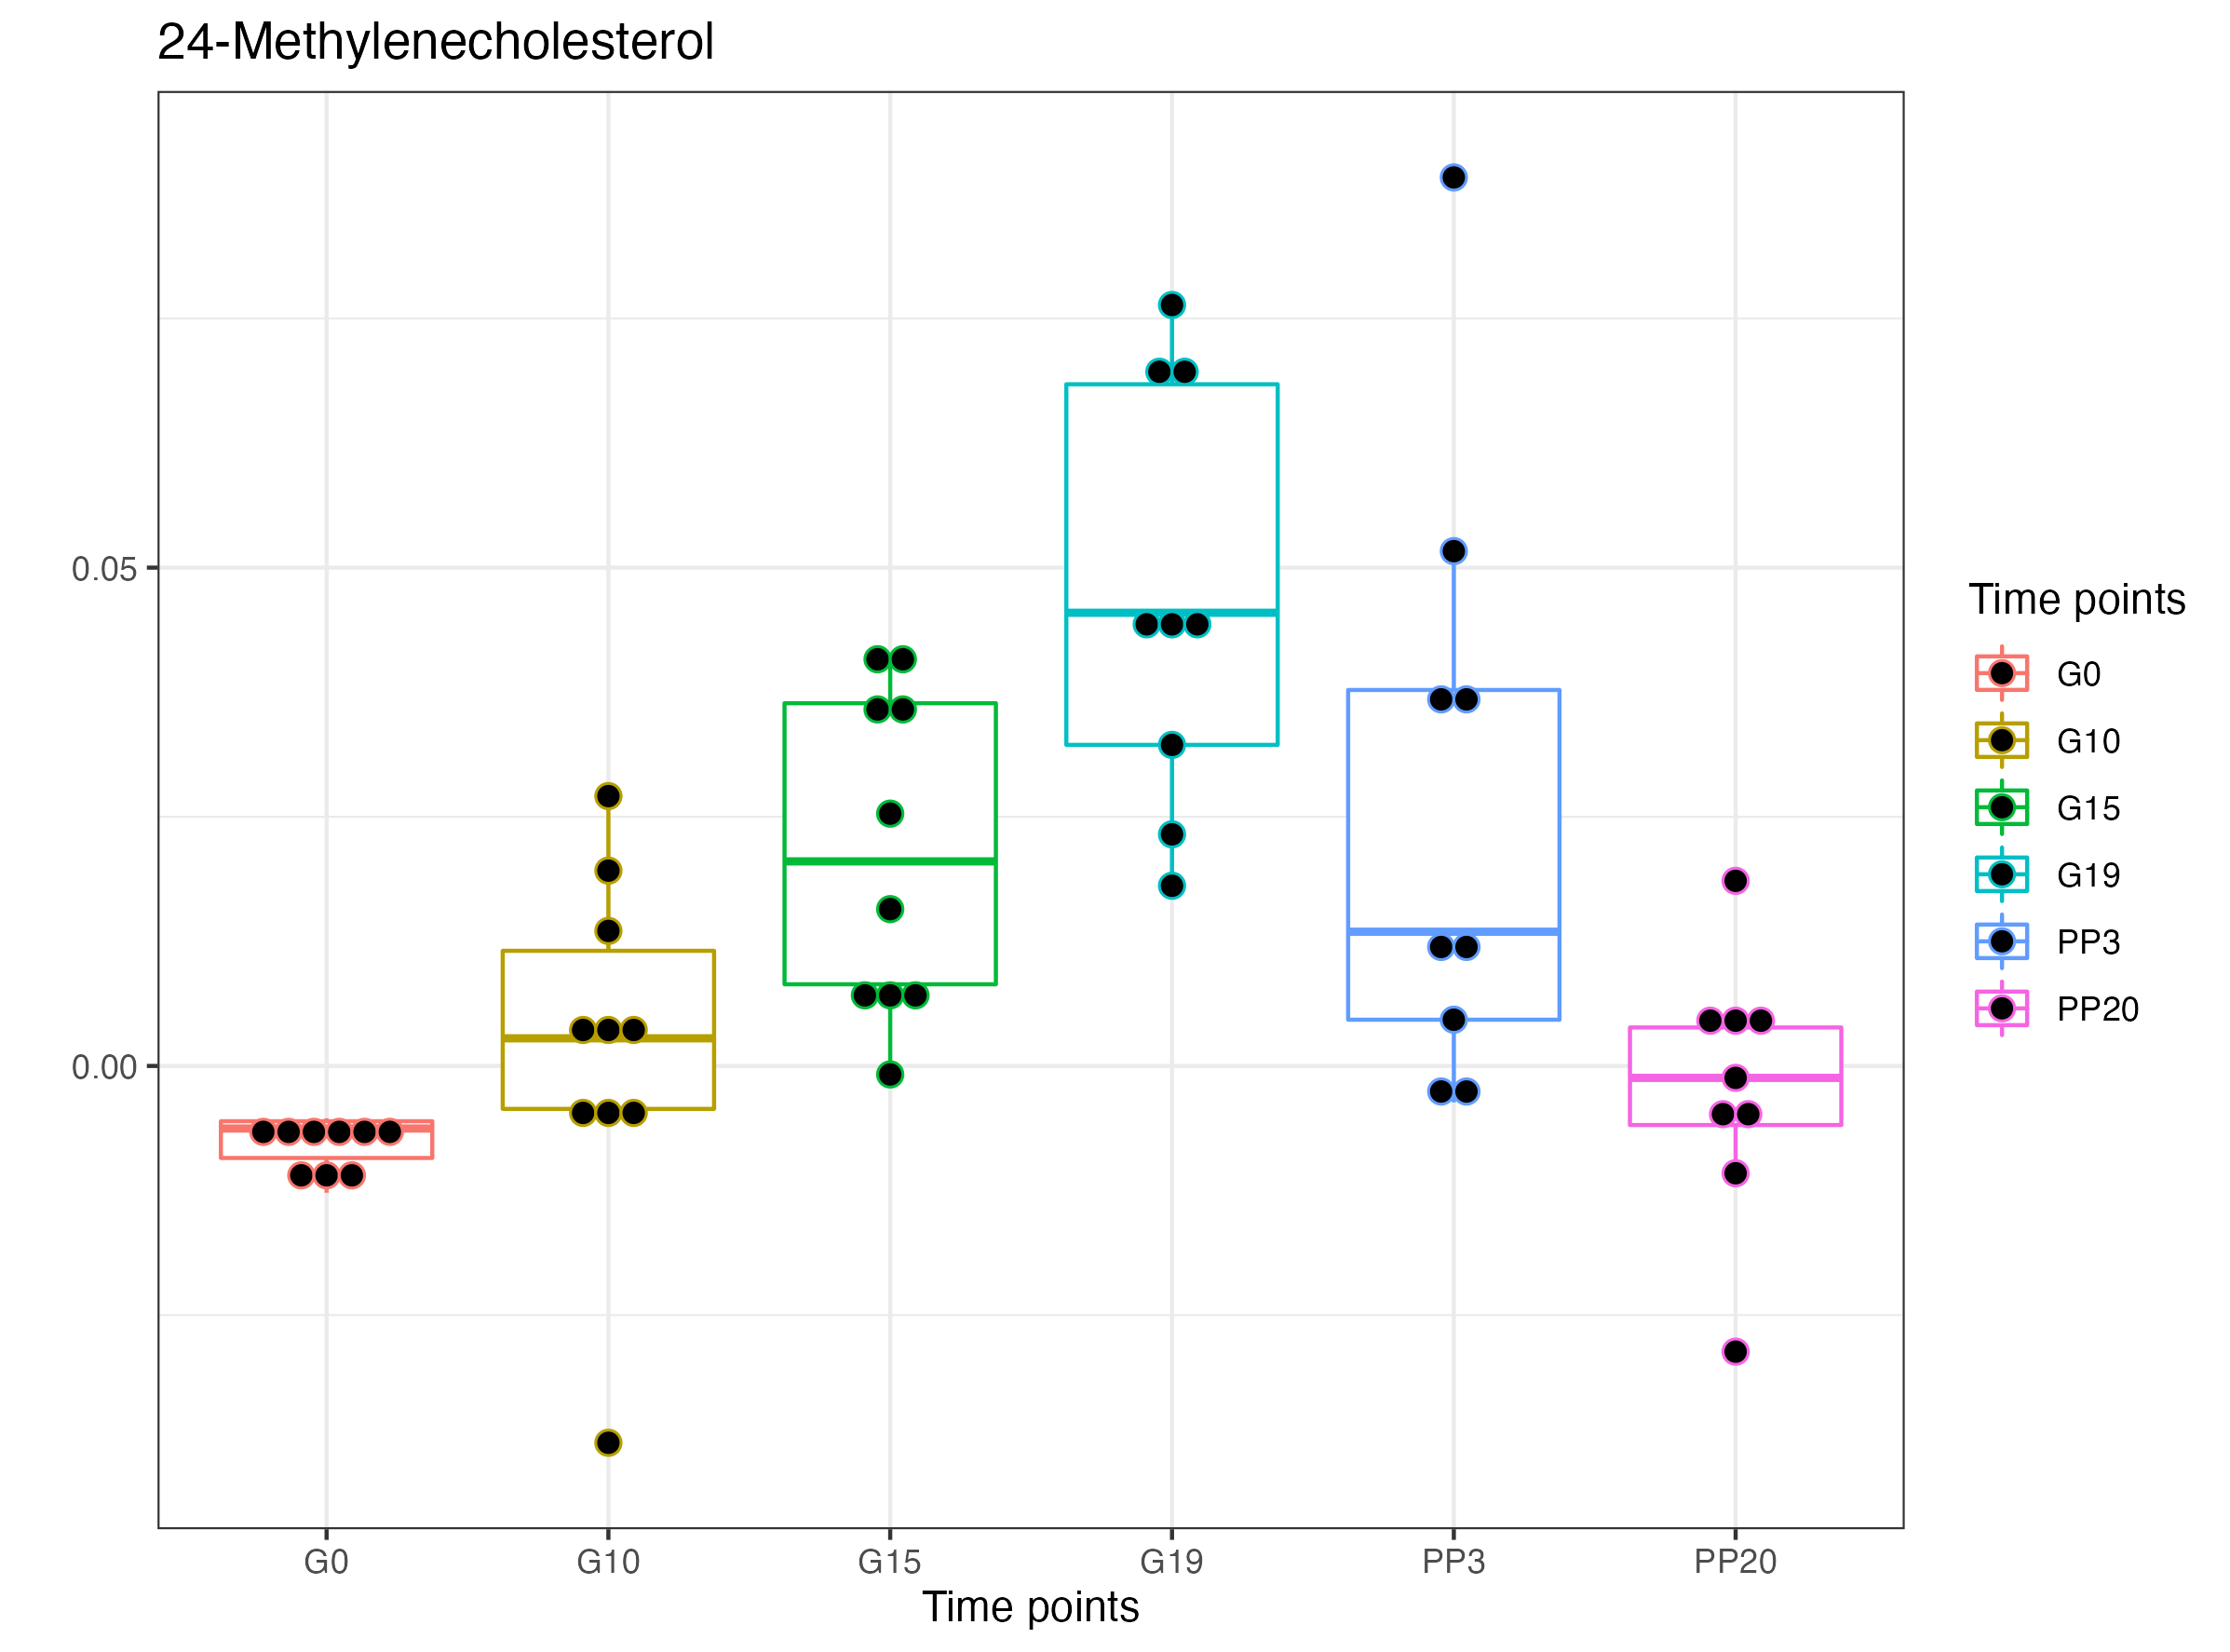 24-Methylenecholesterol
0.05
0.00
G0 G10 G15 G19 PP3 PP20
Time points
Time points
G0
G10
G15
G19
PP3
PP20